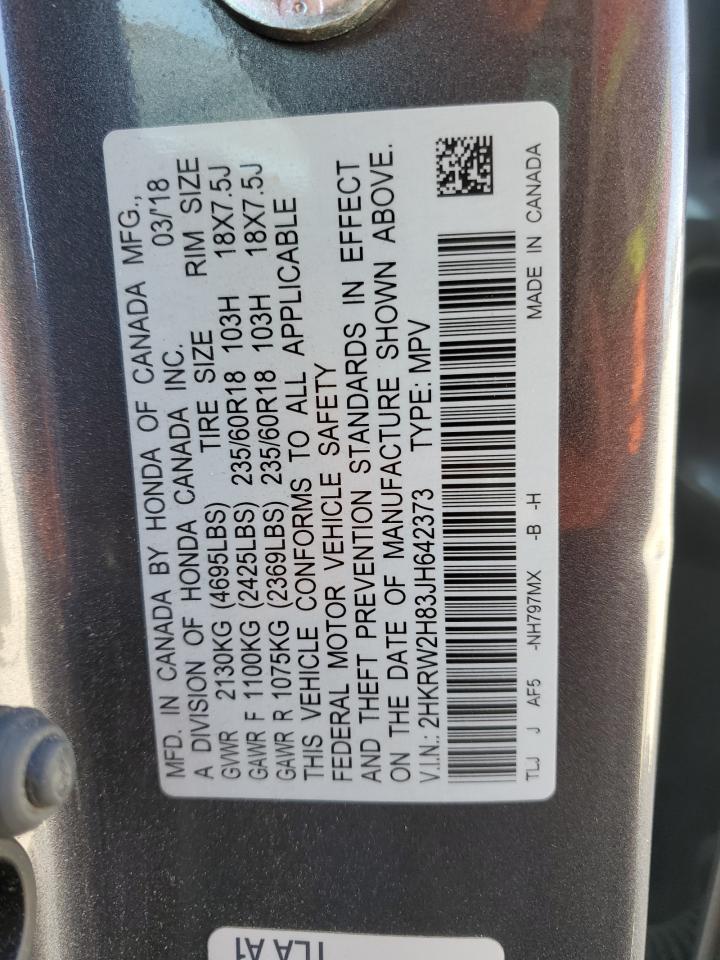 MFD. IN CANADA BY HONDA OF CANADA MFG.,
A DIVISION OF HONDA CANADA INC. 03/'18
GVWR 2130KG (4695LBS) TIRE SIZE RIM SIZE
GAWR F 1100KG (2425LBS) 235/60R18 103H 18X7.5J
GAWR R 1075KG (2369LBS) 235/60R18 103H 18X7.5J
THIS VEHICLE CONFORMS TO ALL APPLICABLE
FEDERAL MOTOR VEHICLE SAFETY
AND THEFT PREVENTION STANDARDS IN EFFECT
ON THE DATE OF MANUFACTURE SHOWN ABOVE.
V.I.N.: 2HKRW2H83JH642373 TYPE: MPV
TLJ J AF5 -NH797MX -B -H MADE IN CANADA
TLA A1